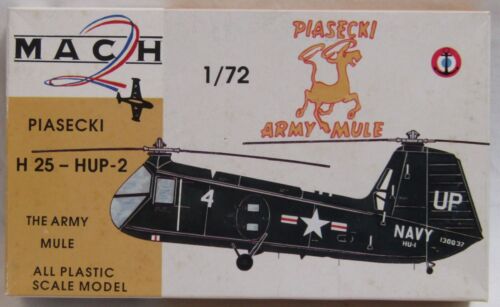 MACH 2
PIASECKI
H 25 - HUP-2
THE ARMY
MULE
ALL PLASTIC
SCALE MODEL
1/72
PIASECKI
ARMY MULE
4
UP
NAVY
HU-1
130037